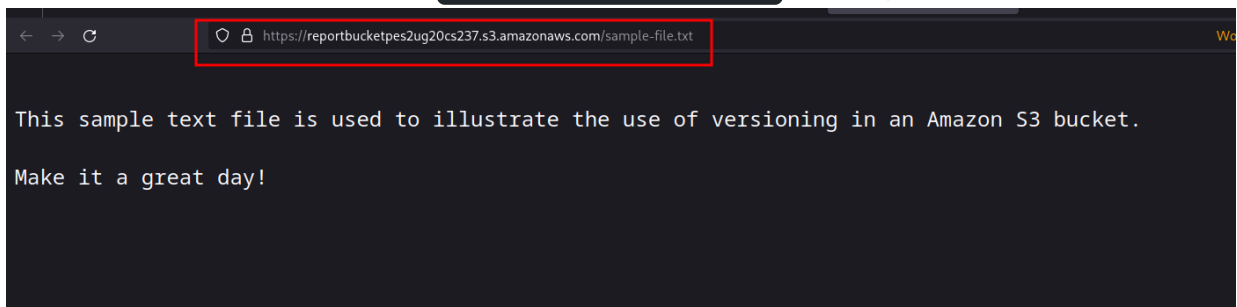 https://reportbucketpes2ug20cs237.s3.amazonaws.com/sample-file.txt
This sample text file is used to illustrate the use of versioning in an Amazon S3 bucket.
Make it a great day!